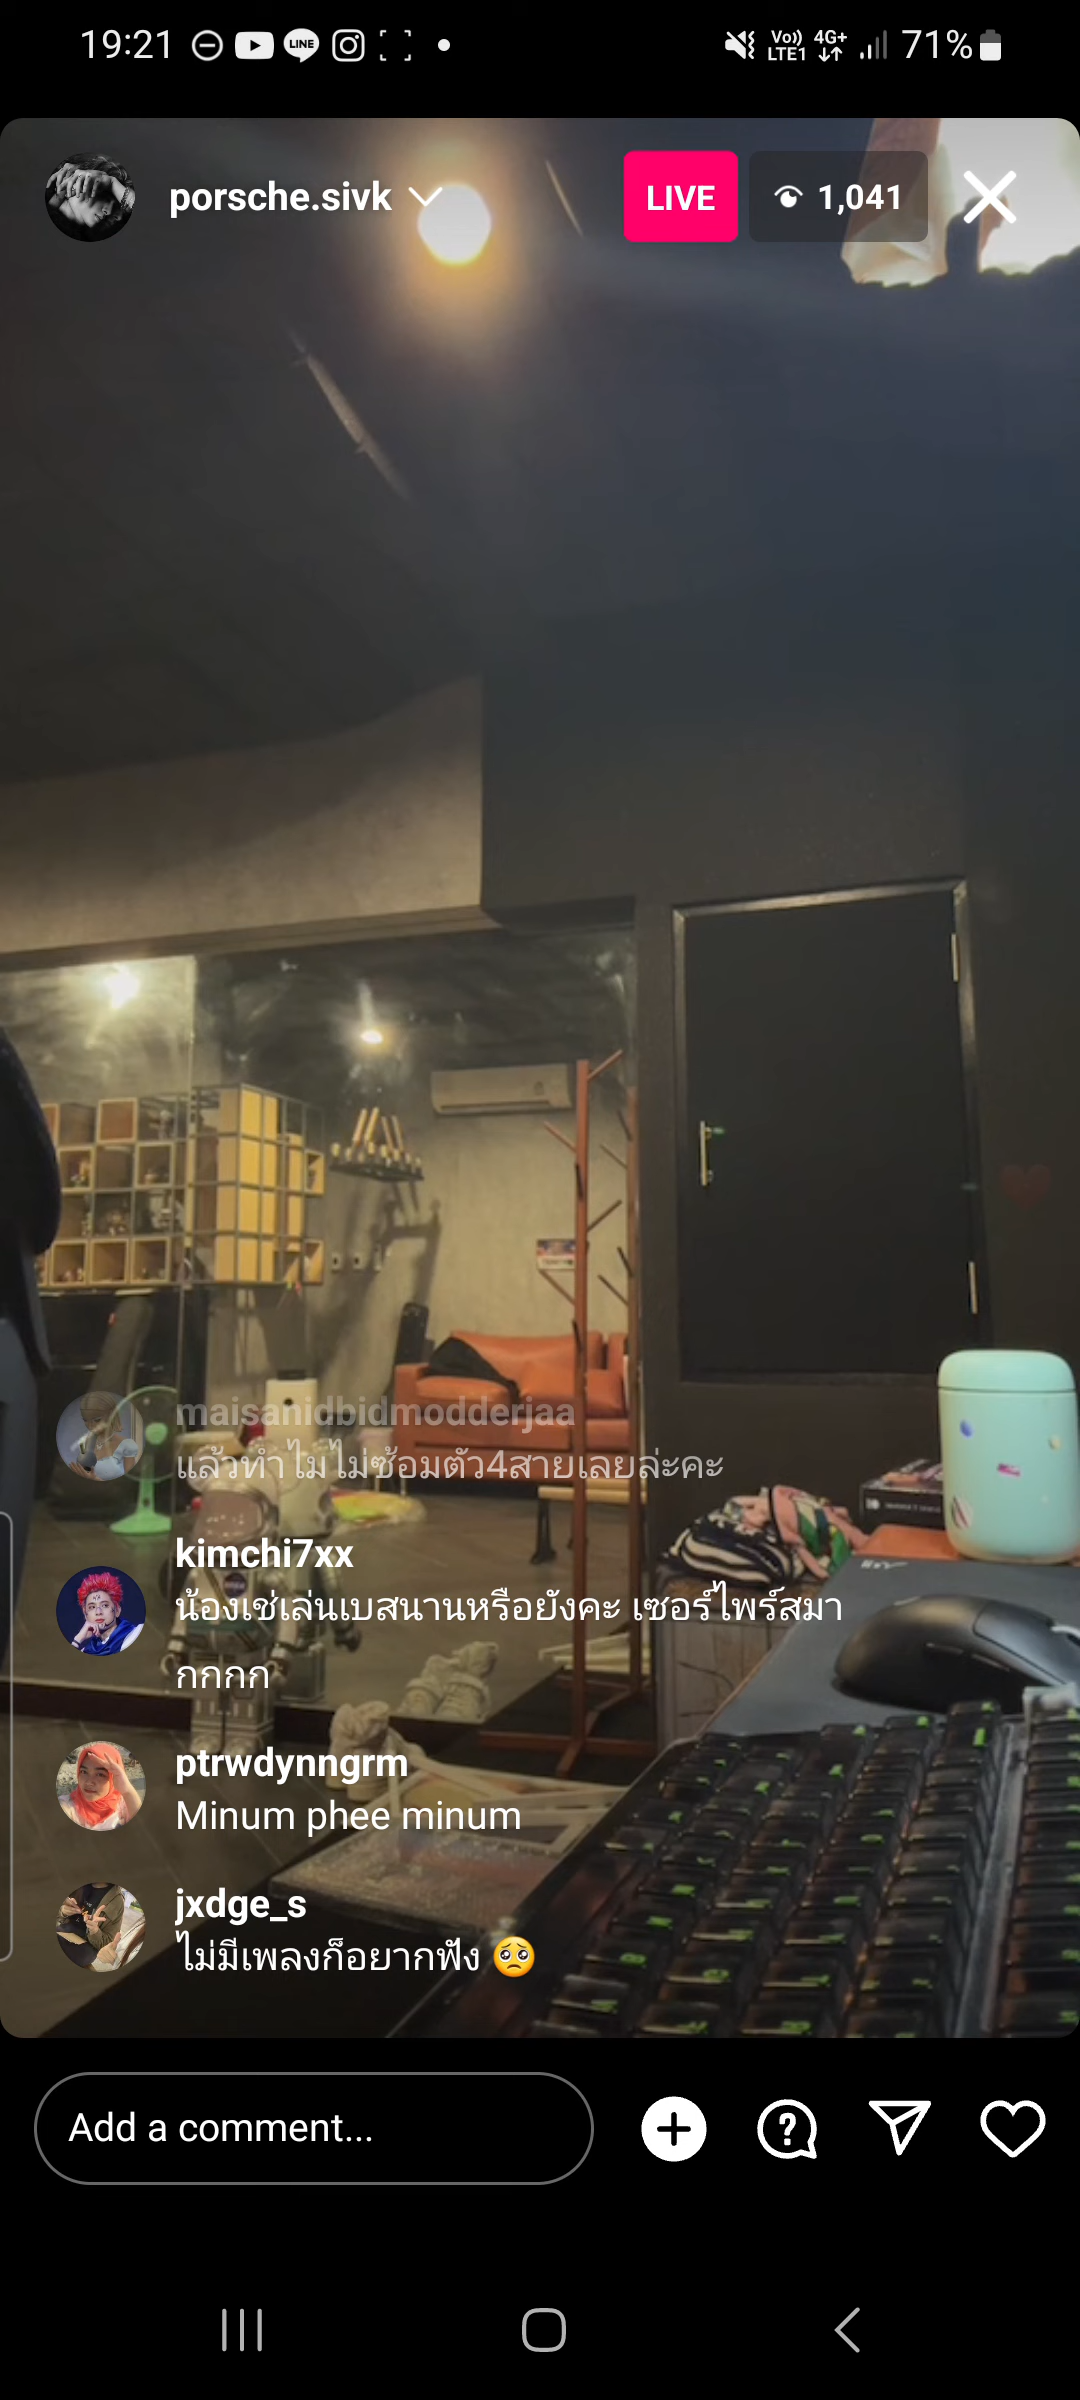 19:21
LINE
Vo))
LTE1
4G+
71%
porsche.sivk
LIVE
1,041
maisanidbidmodderjaa
แล้วทำไมไม่ซ้อมตัว4สายเลยล่ะคะ
kimchi7xx
น้องเช่เล่นเบสนานหรือยังคะ เซอร์ไพร์สมา
กกกก
ptrwdynngrm
Minum phee minum
jxdge_s
ไม่มีเพลงก็อยากฟัง 🥺
Add a comment...